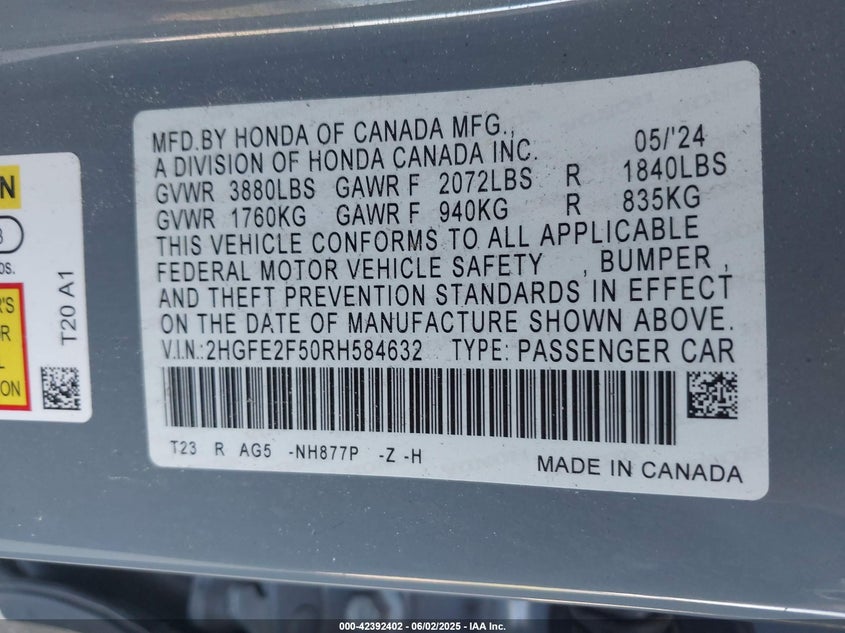 MFD.BY HONDA OF CANADA MFG., 05/'24
A DIVISION OF HONDA CANADA INC.
GVWR 3880LBS GAWR F 2072LBS R 1840LBS
GVWR 1760KG GAWR F 940KG R 835KG
THIS VEHICLE CONFORMS TO ALL APPLICABLE
FEDERAL MOTOR VEHICLE SAFETY , BUMPER ,
AND THEFT PREVENTION STANDARDS IN EFFECT
ON THE DATE OF MANUFACTURE SHOWN ABOVE.
V.I.N.:2HGFE2F50RH584632 TYPE: PASSENGER CAR
T23 R AG5 -NH877P -Z -H
MADE IN CANADA
T20 A1
000-42392402 - 06/02/2025 - IAA Inc.